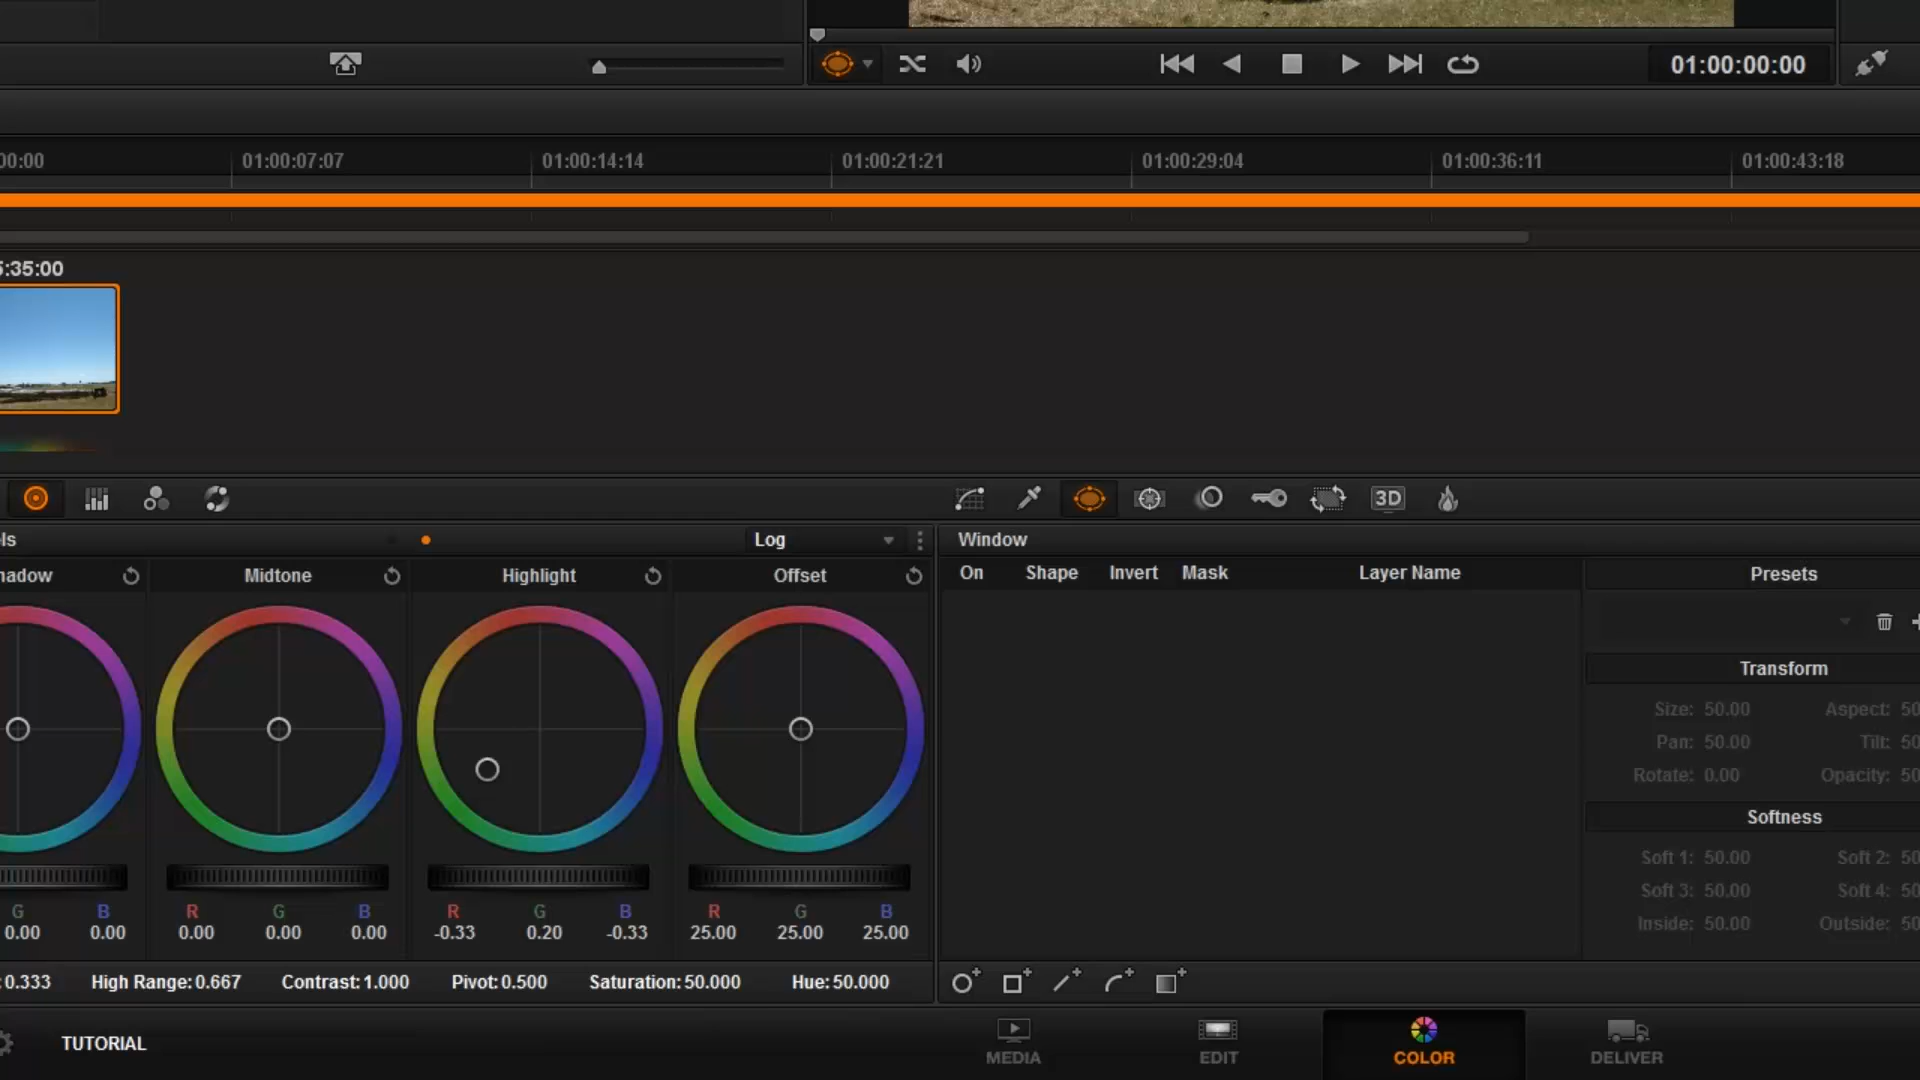 01:00:00:00
00:00 01:00:07:07 01:00:14:14 01:00:21:21 01:00:29:04 01:00:36:11 01:00:43:18
5:35:00
3D
ls Log Window
hadow Midtone Highlight Offset
On Shape Invert Mask Layer Name Presets
Transform
Size: 50.00 Aspect: 50
Pan: 50.00 Tilt: 50
Rotate: 0.00 Opacity: 50
Softness
Soft 1: 50.00 Soft 2: 50
Soft 3: 50.00 Soft 4: 50
Inside: 50.00 Outside: 50
G B R G B R G B R G B
0.00 0.00 0.00 0.00 0.00 -0.33 0.20 -0.33 25.00 25.00 25.00
: 0.333 High Range: 0.667 Contrast: 1.000 Pivot: 0.500 Saturation: 50.000 Hue: 50.000
TUTORIAL MEDIA EDIT COLOR DELIVER